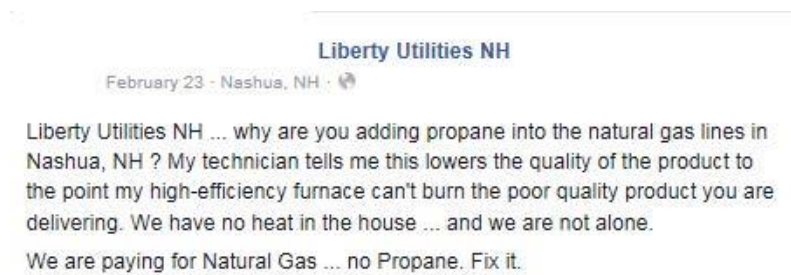 Liberty Utilities NH
February 23 · Nashua, NH ·
Liberty Utilities NH ... why are you adding propane into the natural gas lines in
Nashua, NH ? My technician tells me this lowers the quality of the product to
the point my high-efficiency furnace can't burn the poor quality product you are
delivering. We have no heat in the house ... and we are not alone.
We are paying for Natural Gas ... no Propane. Fix it.